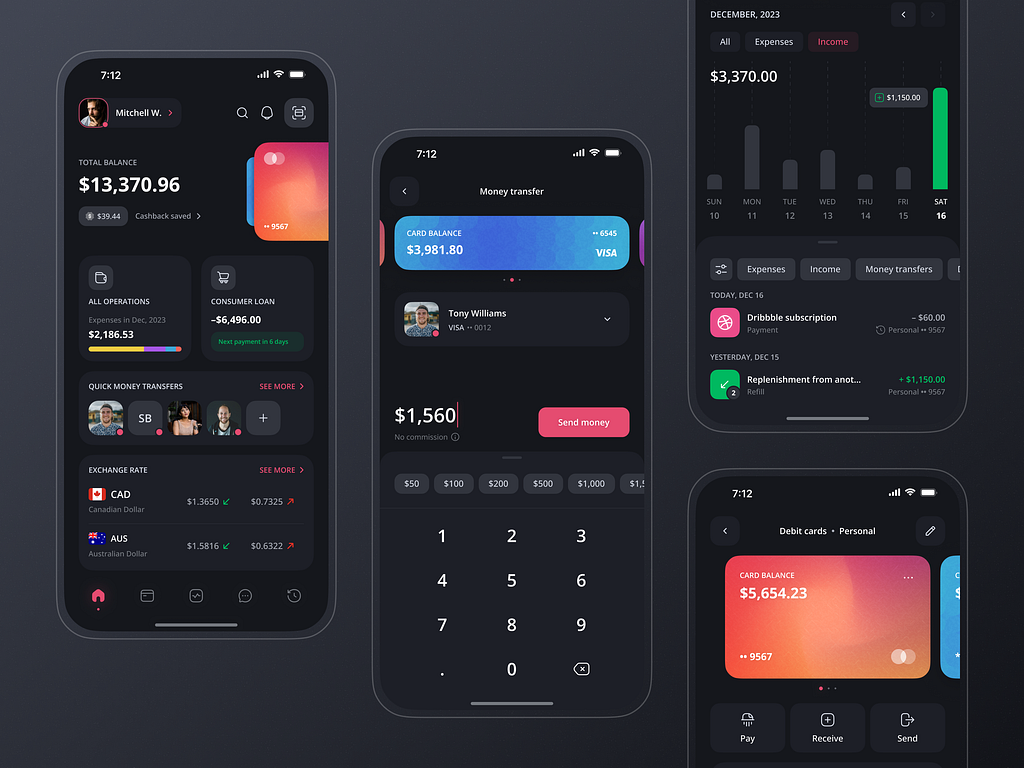 7:12
Mitchell W.
TOTAL BALANCE
$13,370.96
$ $39.44 Cashback saved
•• 9567
ALL OPERATIONS
Expenses in Dec, 2023
$2,186.53
CONSUMER LOAN
–$6,496.00
Next payment in 6 days
QUICK MONEY TRANSFERS SEE MORE
SB
EXCHANGE RATE SEE MORE
CAD
Canadian Dollar
$1.3650 $0.7325
AUS
Australian Dollar
$1.5816 $0.6322
7:12
Money transfer
CARD BALANCE •• 6545
$3,981.80 VISA
Tony Williams
VISA •• 0012
$1,560
No commission
Send money
$50 $100 $200 $500 $1,000 $1,5
1 2 3
4 5 6
7 8 9
. 0
DECEMBER, 2023
All Expenses Income
$3,370.00
$1,150.00
SUN MON TUE WED THU FRI SAT
10 11 12 13 14 15 16
Expenses Income Money transfers
TODAY, DEC 16
Dribbble subscription – $60.00
Payment Personal •• 9567
YESTERDAY, DEC 15
Replenishment from anot... + $1,150.00
2
Refill Personal •• 9567
7:12
Debit cards • Personal
CARD BALANCE ...
$5,654.23
•• 9567
Pay Receive Send